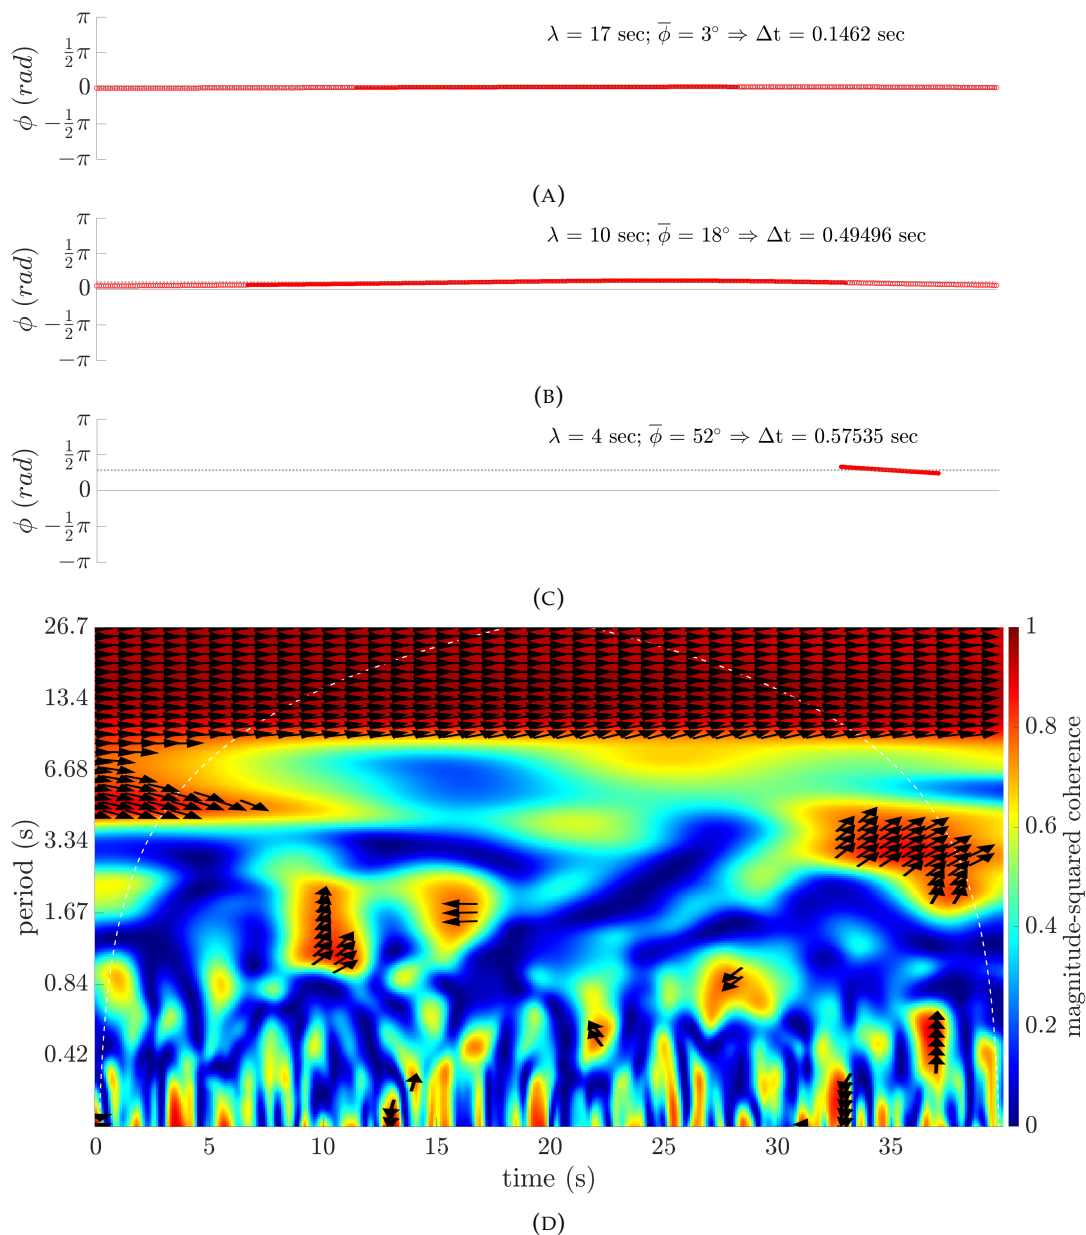 π
½π
0
−½π
−π
ϕ (rad)
λ = 17 sec; ϕ̅ = 3° ⇒ Δt = 0.1462 sec
(A)
π
½π
0
−½π
−π
ϕ (rad)
λ = 10 sec; ϕ̅ = 18° ⇒ Δt = 0.49496 sec
(B)
π
½π
0
−½π
−π
ϕ (rad)
λ = 4 sec; ϕ̅ = 52° ⇒ Δt = 0.57535 sec
(C)
26.7
13.4
6.68
3.34
1.67
0.84
0.42
period (s)
0 5 10 15 20 25 30 35
time (s)
1
0.8
0.6
0.4
0.2
0
magnitude-squared coherence
(D)